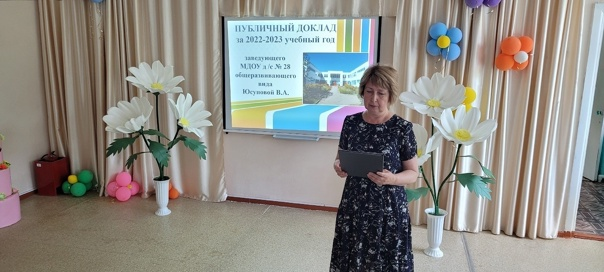 ПУБЛИЧНЫЙ ДОКЛАД
за 2022-2023 учебный год
заведующего
МДОУ д /с № 28
общеразвивающего
вида
Юсуповой В.А.